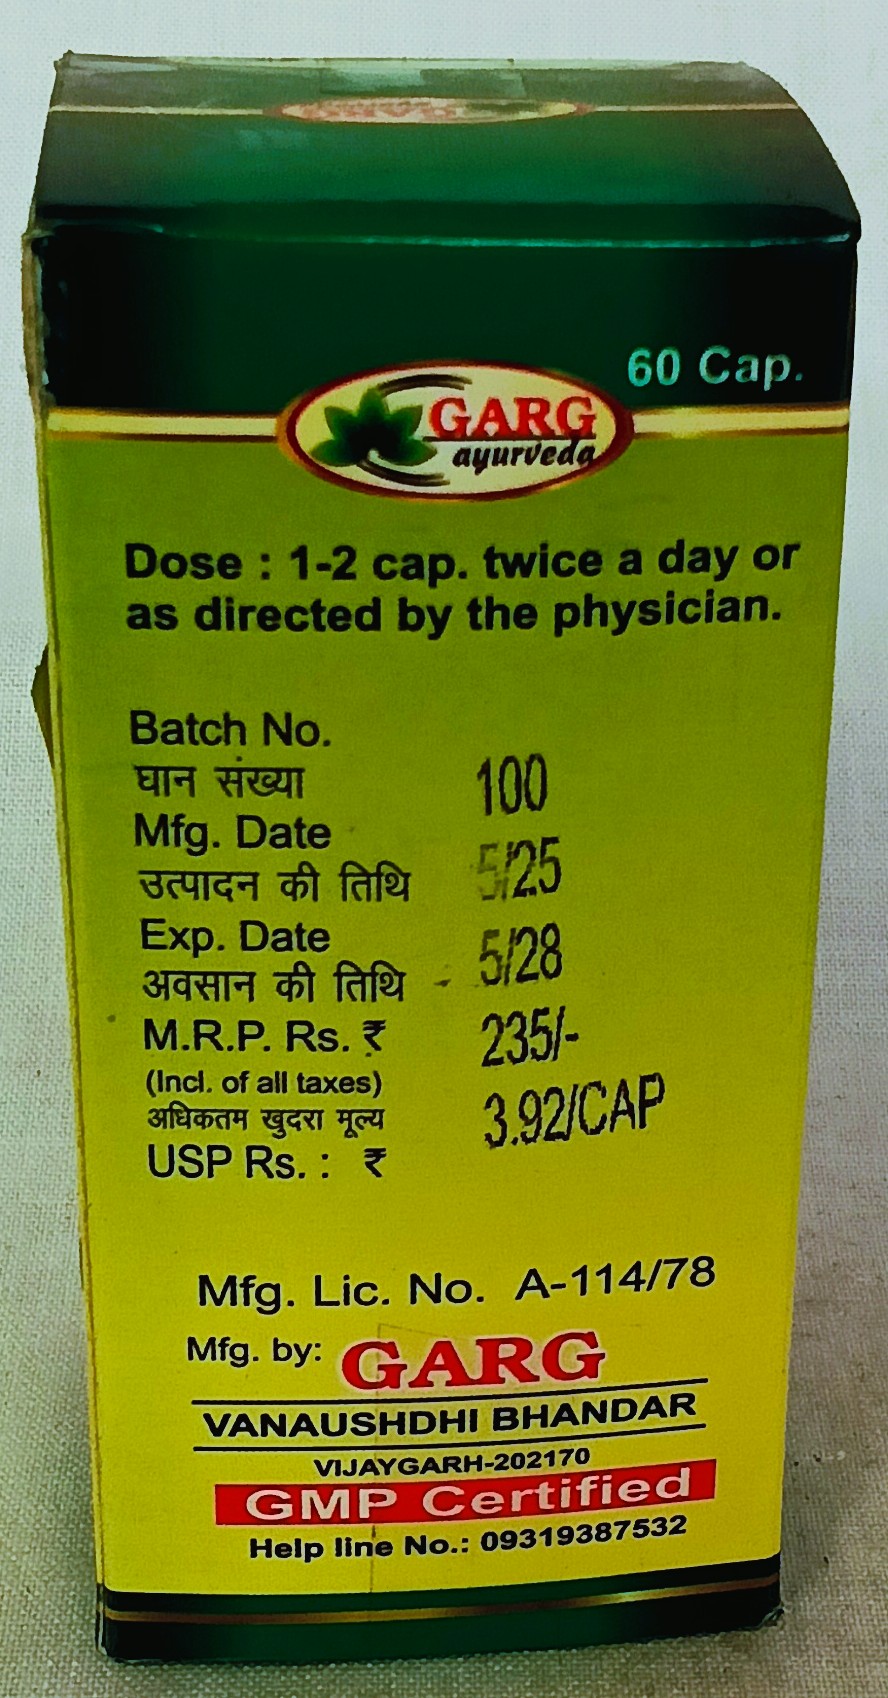 60 Cap.
GARG
ayurveda
Dose : 1-2 cap. twice a day or
as directed by the physician.
Batch No.
घान संख्या 100
Mfg. Date
उत्पादन की तिथि 5/25
Exp. Date
अवसान की तिथि 5/28
M.R.P. Rs. ₹ 235/-
(Incl. of all taxes)
अधिकतम खुदरा मूल्य 3.92/CAP
USP Rs. : ₹
Mfg. Lic. No. A-114/78
Mfg. by: GARG
VANAUSHDHI BHANDAR
VIJAYGARH-202170
GMP Certified
Help line No.: 09319387532